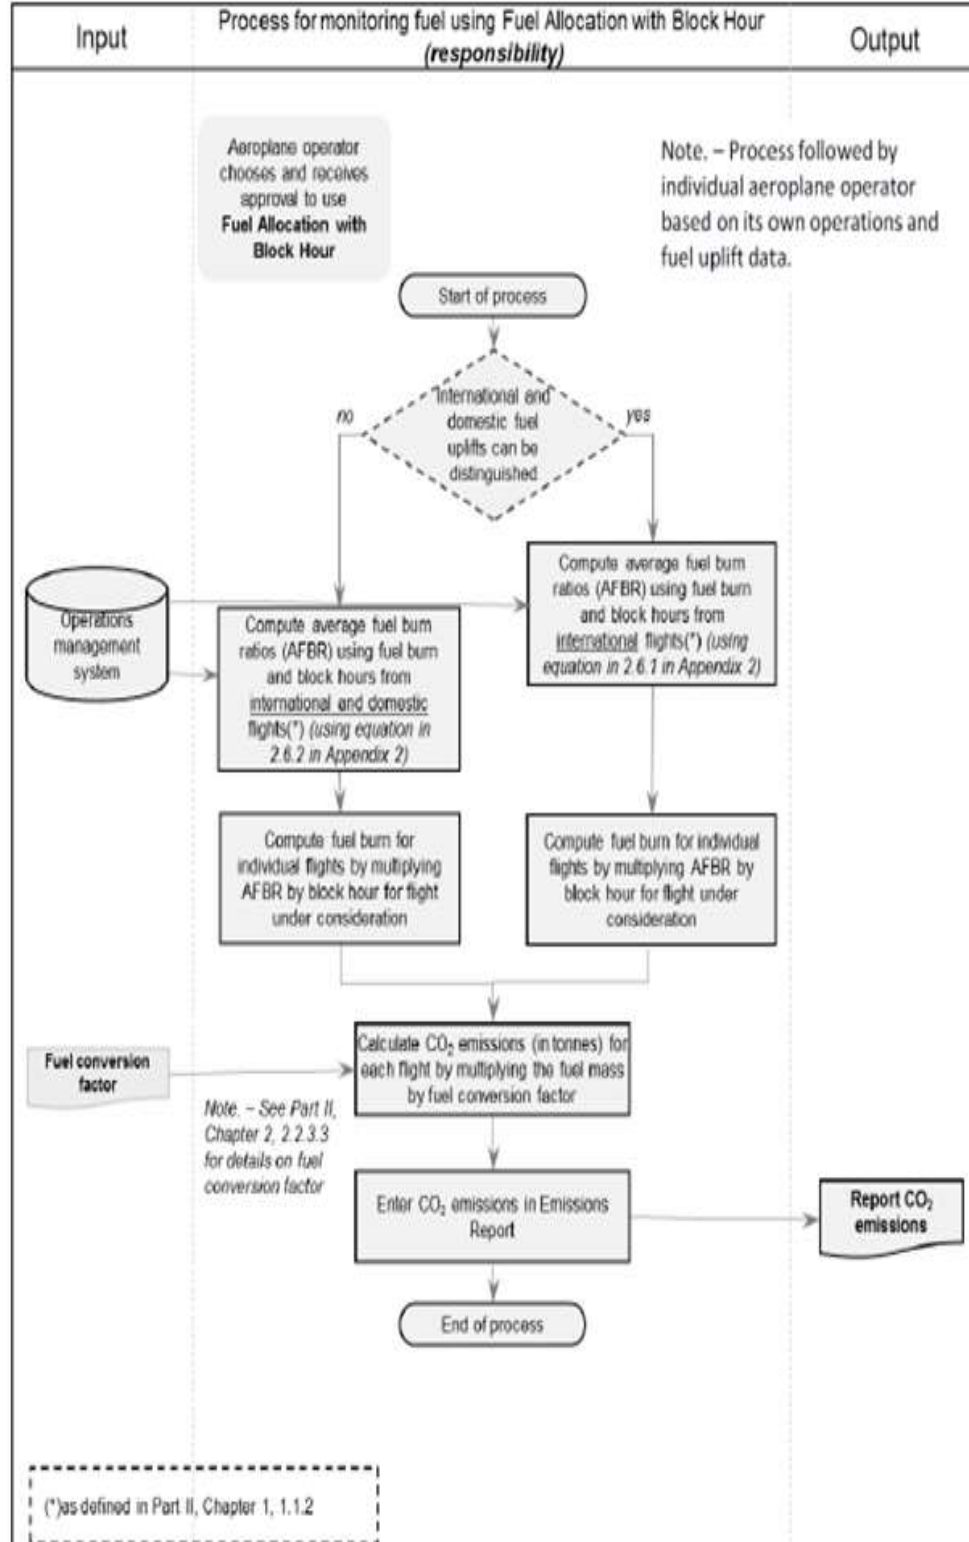 Input
Process for monitoring fuel using Fuel Allocation with Block Hour
(responsibility)
Output
Aeroplane operator
chooses and receives
approval to use
Fuel Allocation with
Block Hour
Note. – Process followed by
individual aeroplane operator
based on its own operations and
fuel uplift data.
Start of process
International and
domestic fuel
uplifts can be
distinguished
no
yes
Operations
management
system
Compute average fuel burn
ratios (AFBR) using fuel burn
and block hours from
international and domestic
flights(*) (using equation in
2.6.2 in Appendix 2)
Compute average fuel burn
ratios (AFBR) using fuel burn
and block hours from
international flights(*) (using
equation in 2.6.1 in Appendix 2)
Compute fuel burn for
individual flights by multiplying
AFBR by block hour for flight
under consideration
Compute fuel burn for individual
flights by multiplying AFBR by
block hour for flight under
consideration
Fuel conversion
factor
Calculate CO₂ emissions (in tonnes) for
each flight by multiplying the fuel mass
by fuel conversion factor
Note. – See Part II,
Chapter 2, 2.2.3.3
for details on fuel
conversion factor
Enter CO₂ emissions in Emissions
Report
Report CO₂
emissions
End of process
(*)as defined in Part II, Chapter 1, 1.1.2